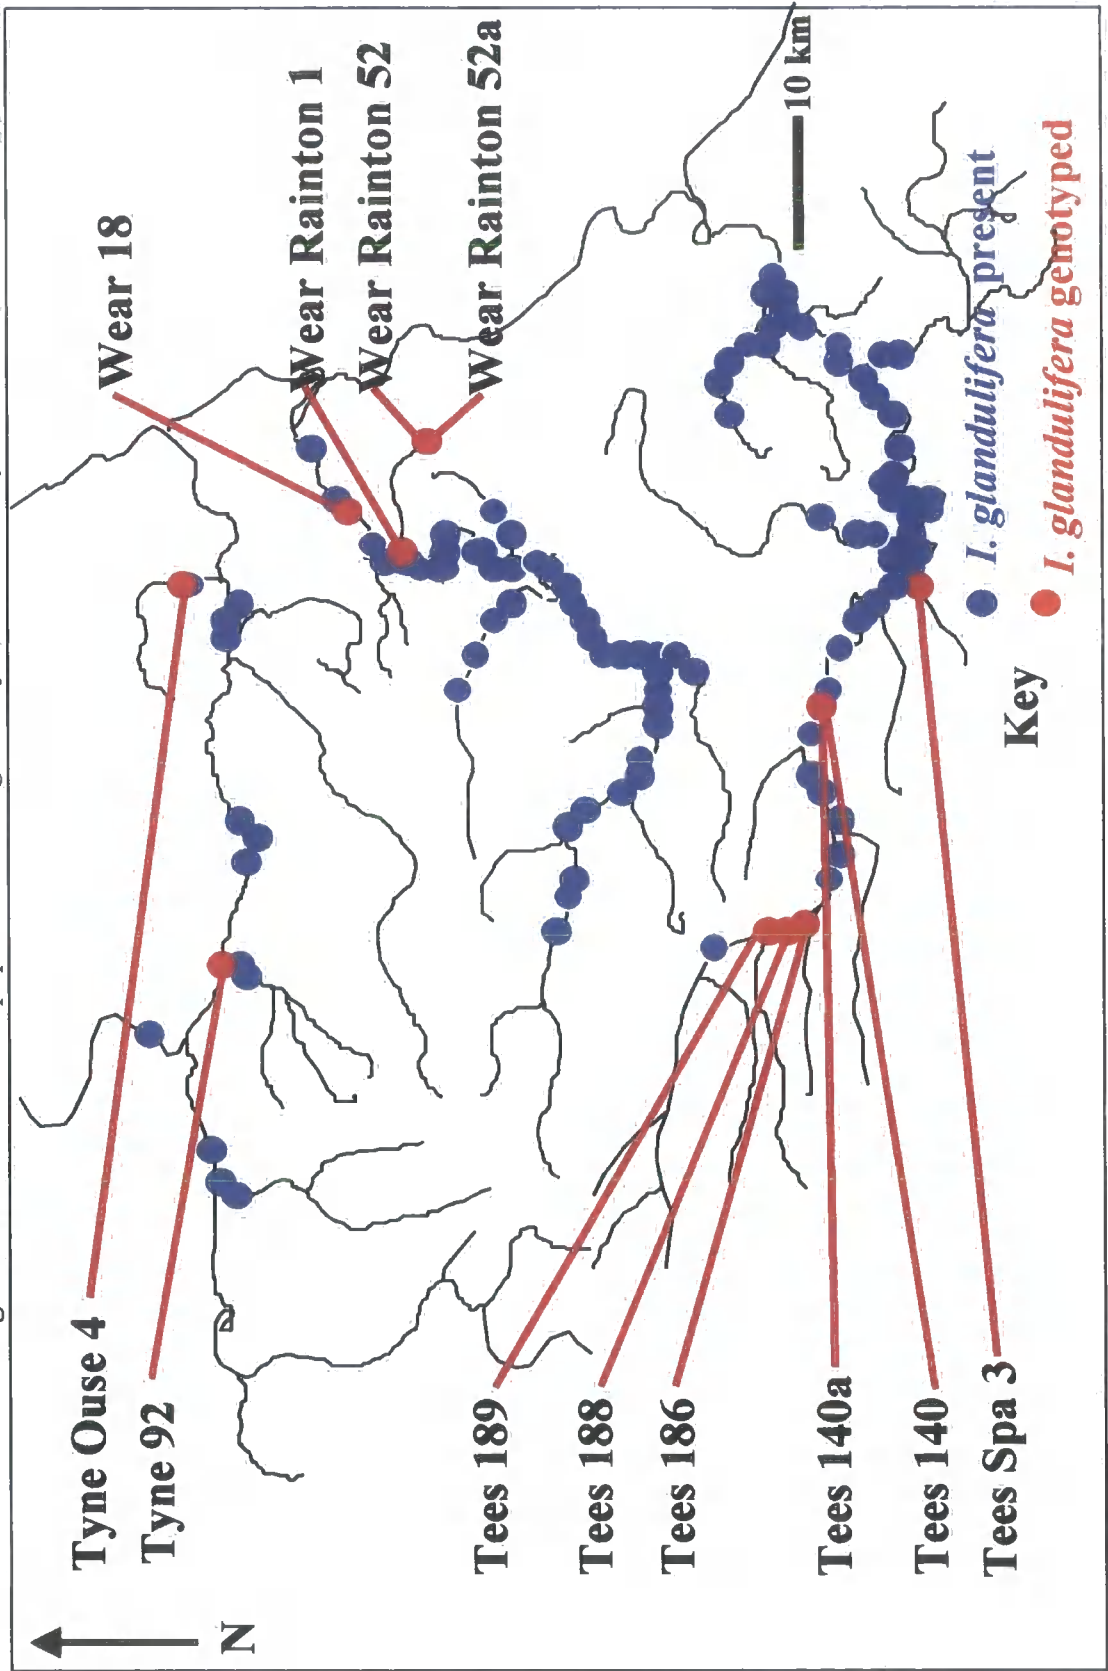 Tyne Ouse 4
Tyne 92
Wear 18
Wear Rainton 1
Wear Rainton 52
Wear Rainton 52a
Tees 189
Tees 188
Tees 186
Tees 140a
Tees 140
Tees Spa 3
N
10 km
Key
I. glandulifera present
I. glandulifera genotyped